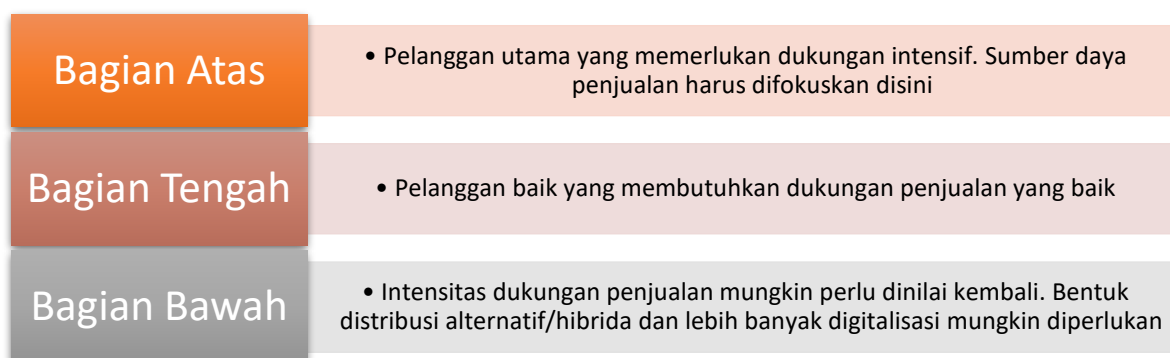 Bagian Atas
• Pelanggan utama yang memerlukan dukungan intensif. Sumber daya
penjualan harus difokuskan disini
Bagian Tengah
• Pelanggan baik yang membutuhkan dukungan penjualan yang baik
Bagian Bawah
• Intensitas dukungan penjualan mungkin perlu dinilai kembali. Bentuk
distribusi alternatif/hibrida dan lebih banyak digitalisasi mungkin diperlukan